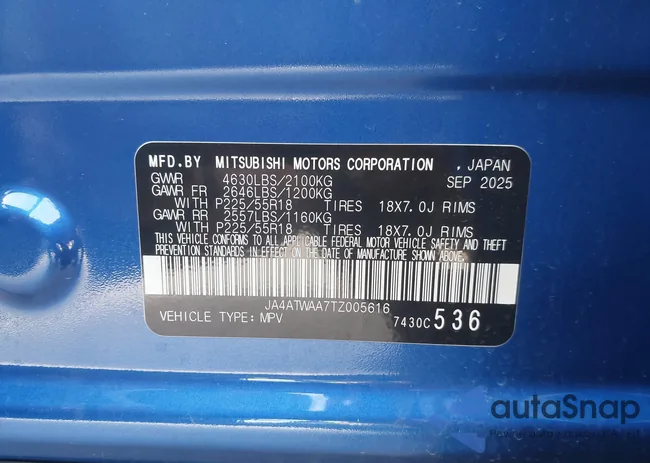 MFD.BY MITSUBISHI MOTORS CORPORATION . JAPAN
GVWR 4630LBS/2100KG SEP 2025
GAWR FR 2646LBS/1200KG
WITH P225/55R18 TIRES 18X7.0J RIMS
GAWR RR 2557LBS/1160KG
WITH P225/55R18 TIRES 18X7.0J RIMS
THIS VEHICLE CONFORMS TO ALL APPLICABLE FEDERAL MOTOR VEHICLE SAFETY AND THEFT
PREVENTION STANDARDS IN EFFECT ON THE DATE OF MANUFACTURE SHOWN ABOVE.
JA4ATWAA7TZ005616
VEHICLE TYPE: MPV 7430C 536
autoSnap